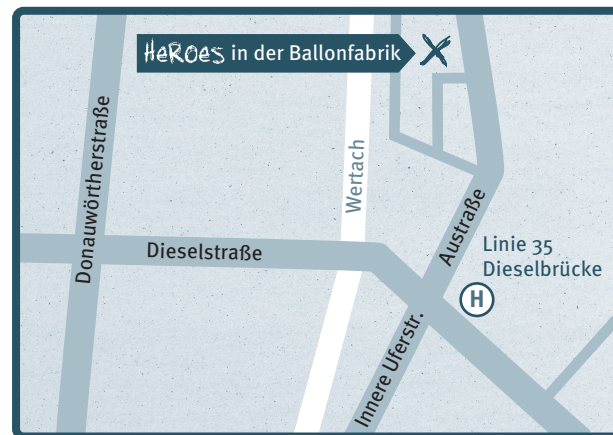 HeRoes in der Ballonfabrik
Donauwörtherstraße
Wertach
Dieselstraße
Austraße
Linie 35
Dieselbrücke
H
Innere Uferstr.